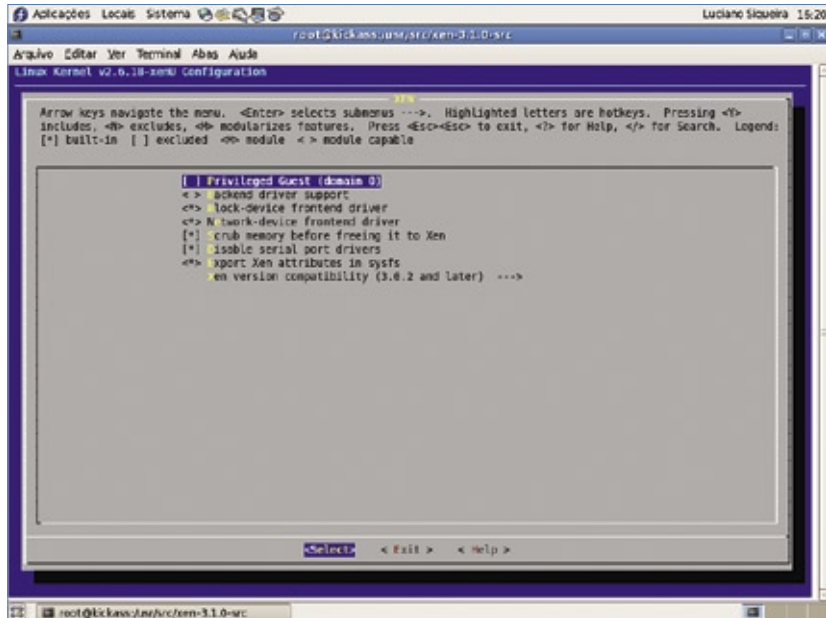 Aplicações Locais Sistema
Luciano Siqueira 15:20
root@kickass:/usr/src/xen-3.1.0-src
Arquivo Editar Ver Terminal Abas Ajuda
Linux Kernel v2.6.18-xenU Configuration
XEN
Arrow keys navigate the menu. <Enter> selects submenus --->. Highlighted letters are hotkeys. Pressing <Y>
includes, <N> excludes, <M> modularizes features. Press <Esc><Esc> to exit, <?> for Help, </> for Search. Legend:
[*] built-in [ ] excluded <M> module < > module capable
[ ] Privileged Guest (domain 0)
< > Backend driver support
<*> Block-device frontend driver
<*> Network-device frontend driver
[*] Scrub memory before freeing it to Xen
[*] Disable serial port drivers
<*> Export Xen attributes in sysfs
Xen version compatibility (3.0.2 and later) --->
<Select> < Exit > < Help >
root@kickass:/usr/src/xen-3.1.0-src